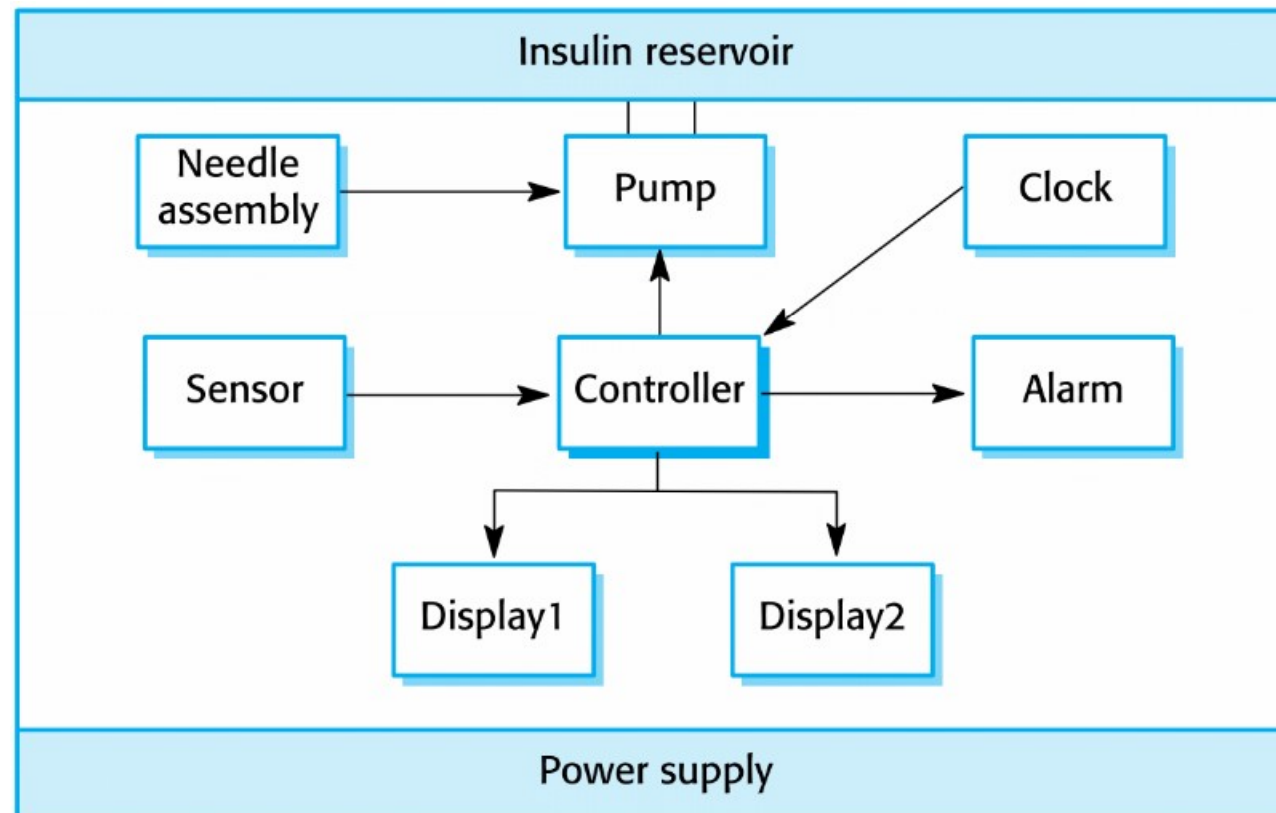 Insulin reservoir
Needle
assembly
Pump
Clock
Sensor
Controller
Alarm
Display1
Display2
Power supply